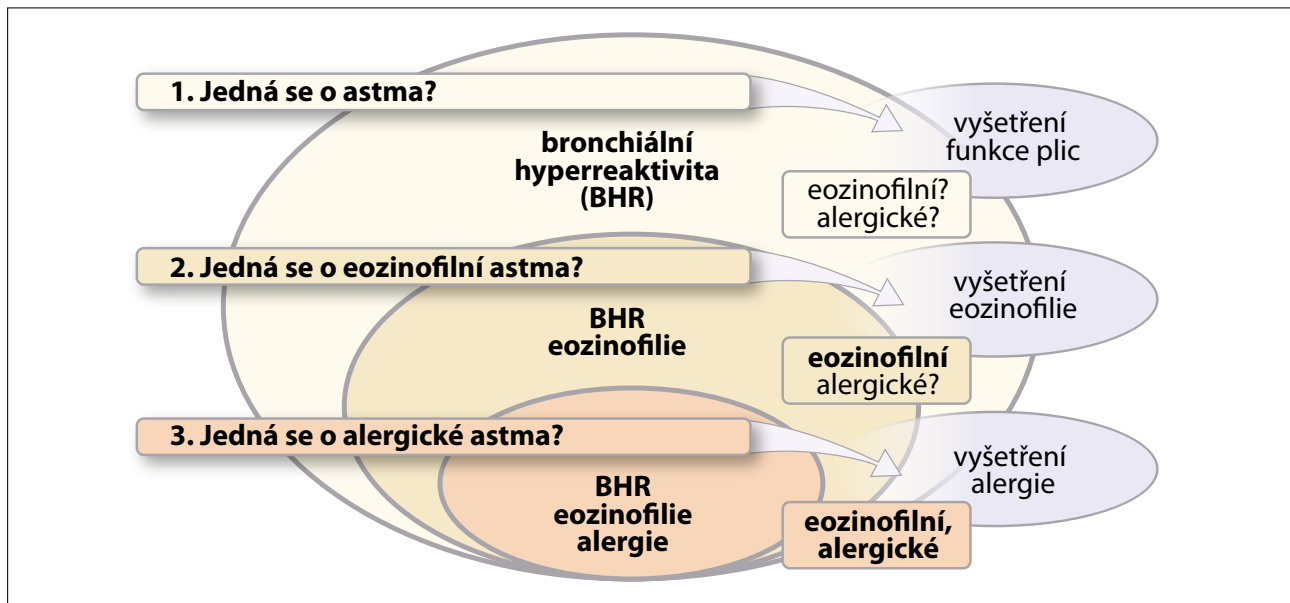 1. Jedná se o astma?
vyšetření
funkce plic
bronchiální
hyperreaktivita
(BHR)
eozinofilní?
alergické?
2. Jedná se o eozinofilní astma?
vyšetření
eozinofilie
BHR
eozinofilie
eozinofilní
alergické?
3. Jedná se o alergické astma?
vyšetření
alergie
BHR
eozinofilie
alergie
eozinofilní,
alergické